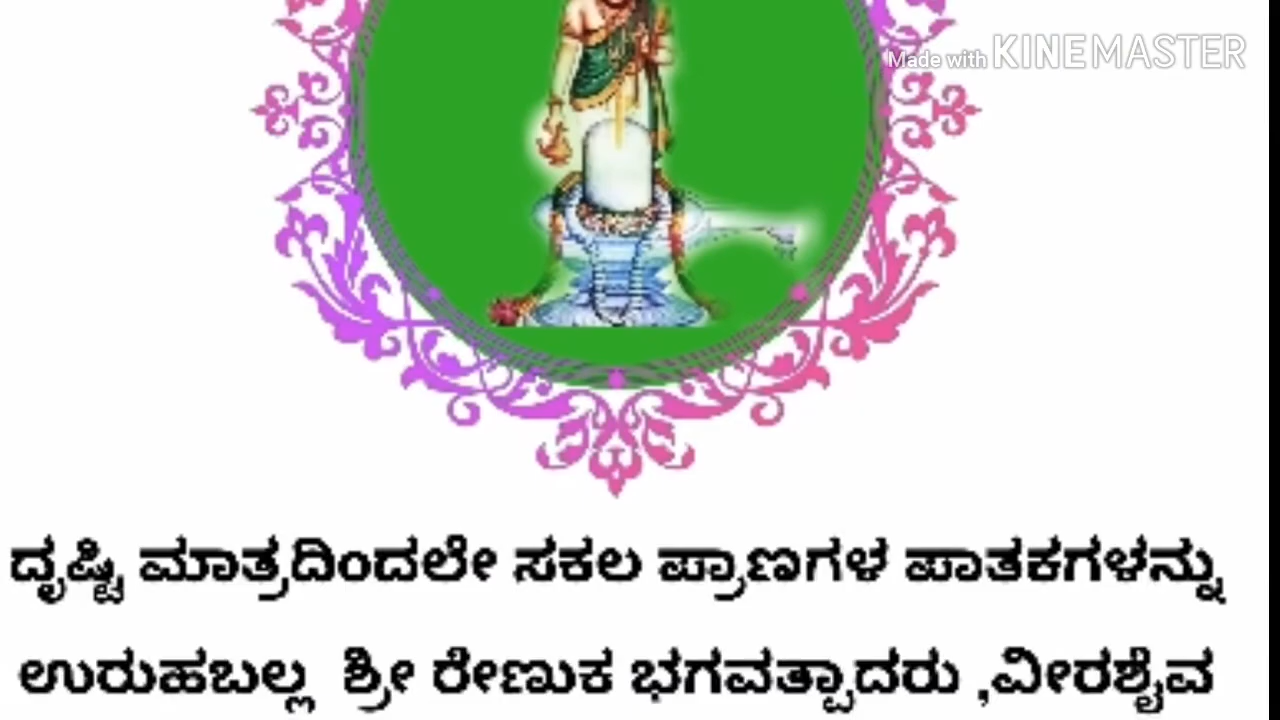 Made with KINEMASTER
ದೃಷ್ಟಿ ಮಾತ್ರದಿಂದಲೇ ಸಕಲ ಪ್ರಾಣಗಳ ಪಾತಕಗಳನ್ನು
ಉರುಹಬಲ್ಲ ಶ್ರೀ ರೇಣುಕ ಭಗವತ್ಪಾದರು ,ವೀರಶೈವ